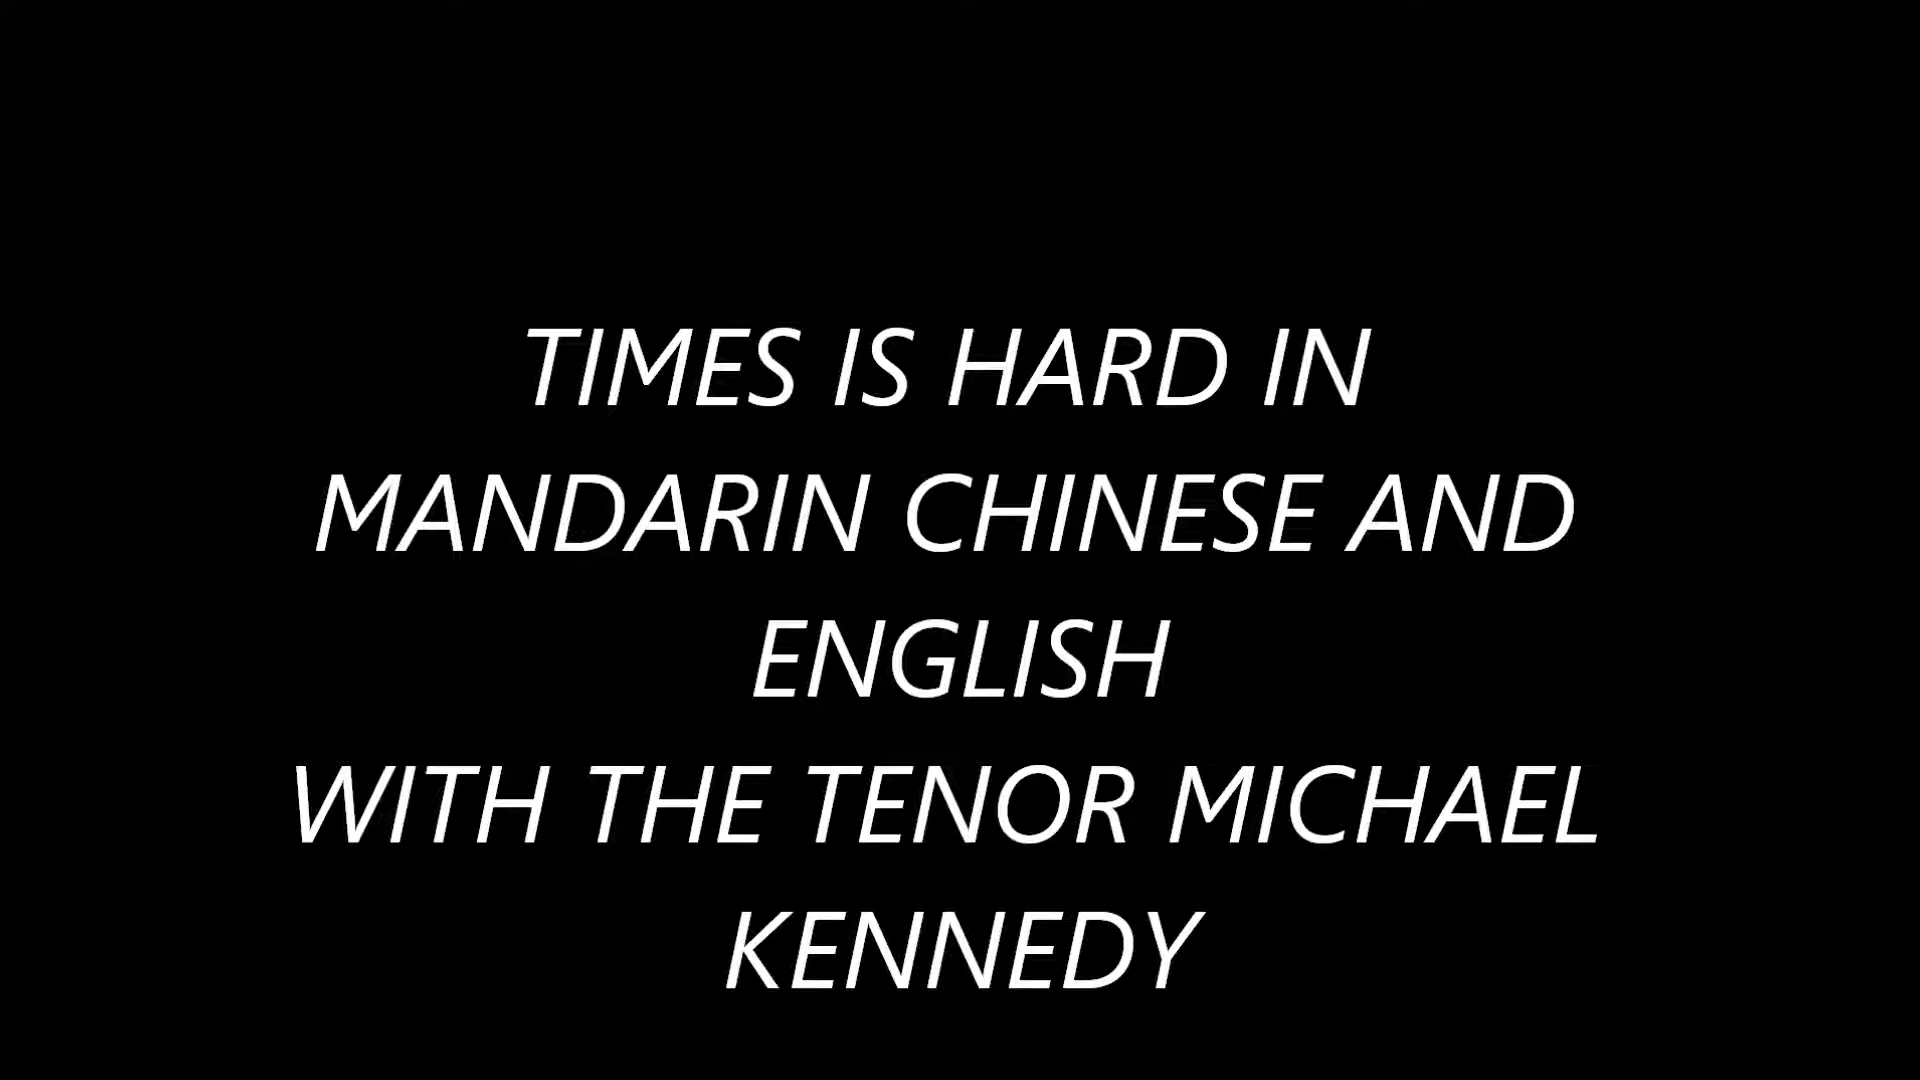 TIMES IS HARD IN
MANDARIN CHINESE AND
ENGLISH
WITH THE TENOR MICHAEL
KENNEDY